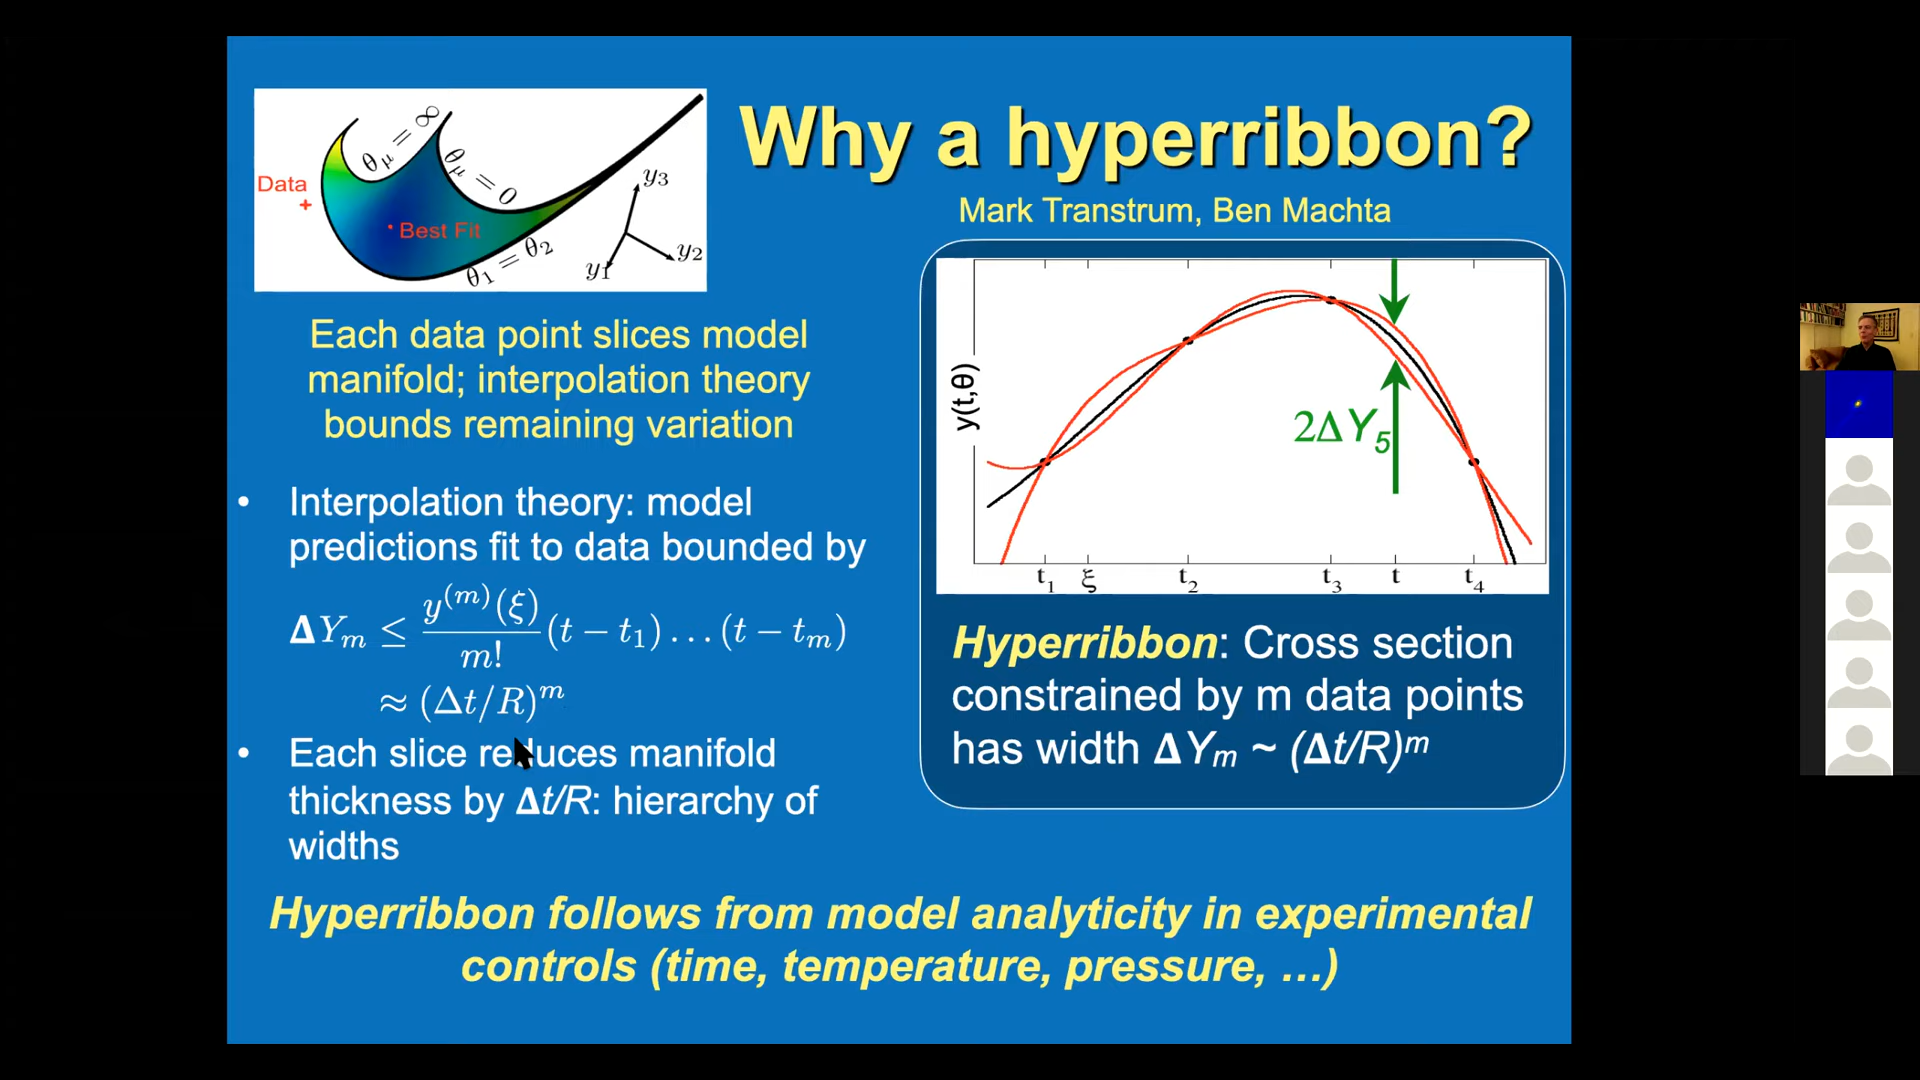 Why a hyperribbon?
Mark Transtrum, Ben Machta
θμ = ∞
θμ = 0
Data
Best Fit
θ1 = θ2
y3
y2
y1
Each data point slices model
manifold; interpolation theory
bounds remaining variation
• Interpolation theory: model
predictions fit to data bounded by
ΔYm ≤ y(m)(ξ)/m! (t − t1) … (t − tm)
≈ (Δt/R)^m
• Each slice reduces manifold
thickness by Δt/R: hierarchy of
widths
y(t,θ)
2ΔY5
t1 ξ t2 t3 t t4
Hyperribbon: Cross section
constrained by m data points
has width ΔYm ~ (Δt/R)^m
Hyperribbon follows from model analyticity in experimental
controls (time, temperature, pressure, …)